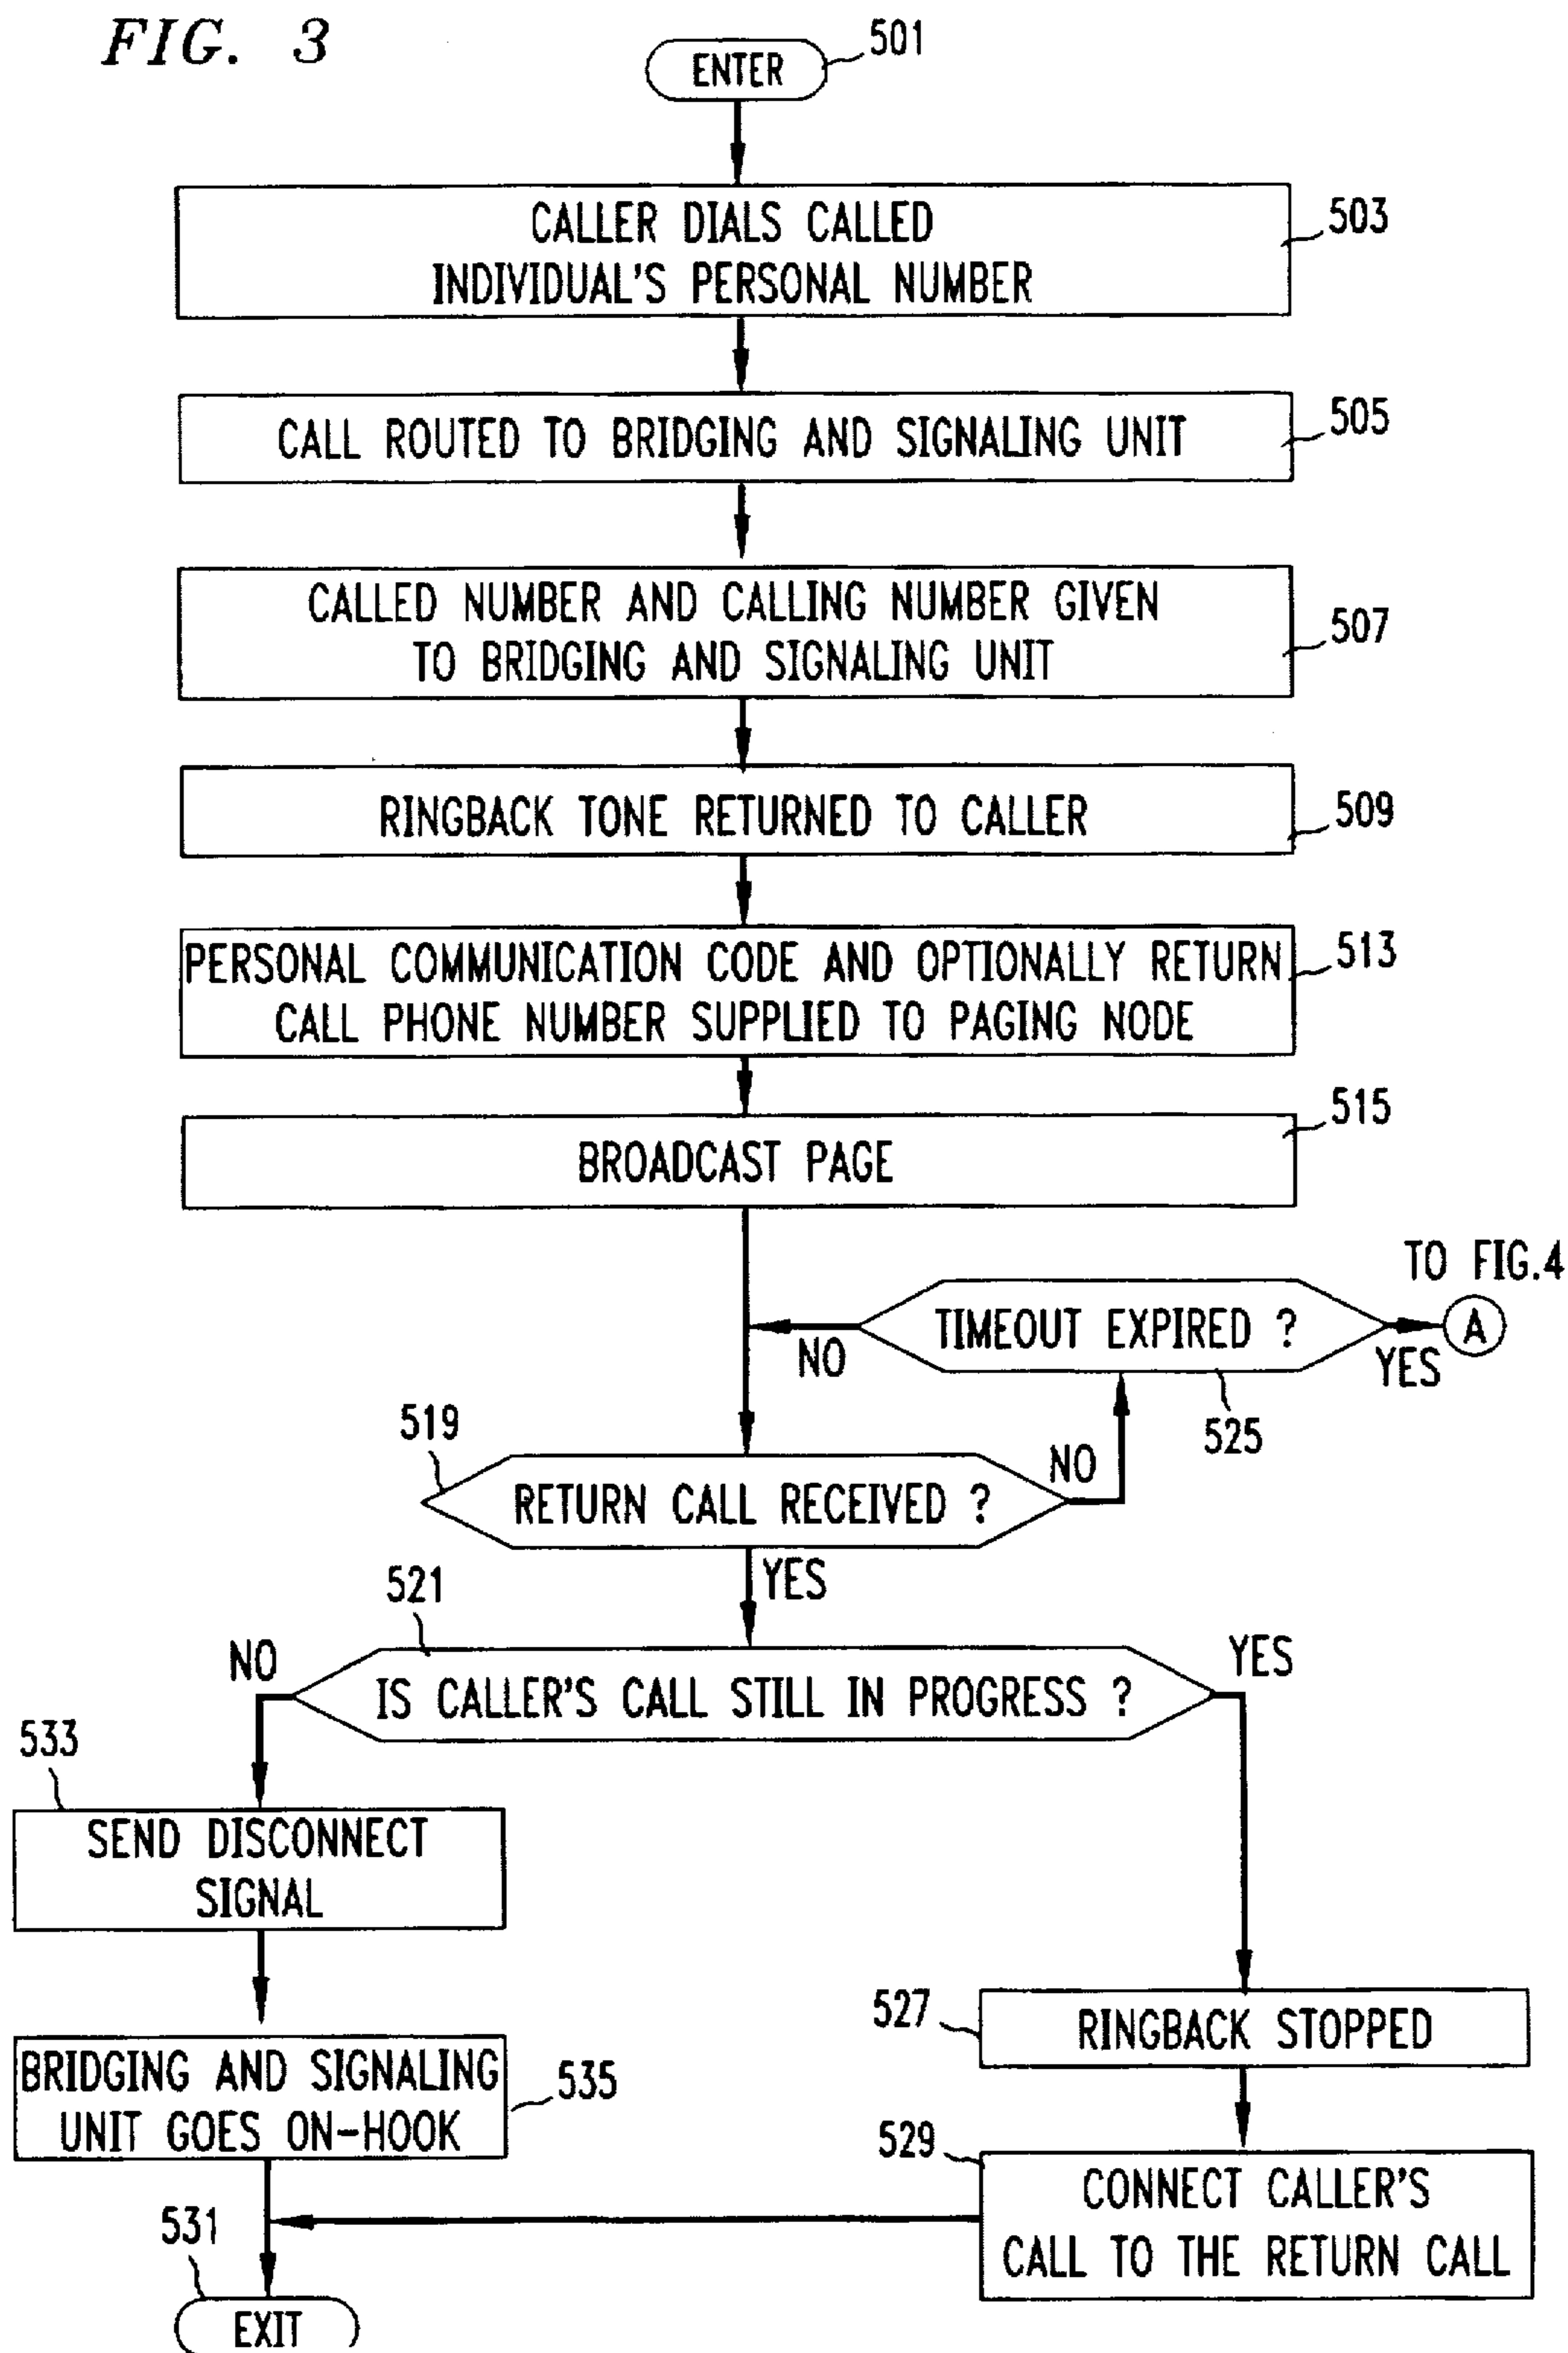 FIG. 3
ENTER
501
CALLER DIALS CALLED
INDIVIDUAL'S PERSONAL NUMBER
503
CALL ROUTED TO BRIDGING AND SIGNALING UNIT
505
CALLED NUMBER AND CALLING NUMBER GIVEN
TO BRIDGING AND SIGNALING UNIT
507
RINGBACK TONE RETURNED TO CALLER
509
PERSONAL COMMUNICATION CODE AND OPTIONALLY RETURN
CALL PHONE NUMBER SUPPLIED TO PAGING NODE
513
BROADCAST PAGE
515
TO FIG.4
TIMEOUT EXPIRED ?
A
NO
YES
525
519
RETURN CALL RECEIVED ?
NO
YES
521
NO
IS CALLER'S CALL STILL IN PROGRESS ?
YES
533
SEND DISCONNECT
SIGNAL
527
RINGBACK STOPPED
BRIDGING AND SIGNALING
UNIT GOES ON-HOOK
535
529
CONNECT CALLER'S
CALL TO THE RETURN CALL
531
EXIT